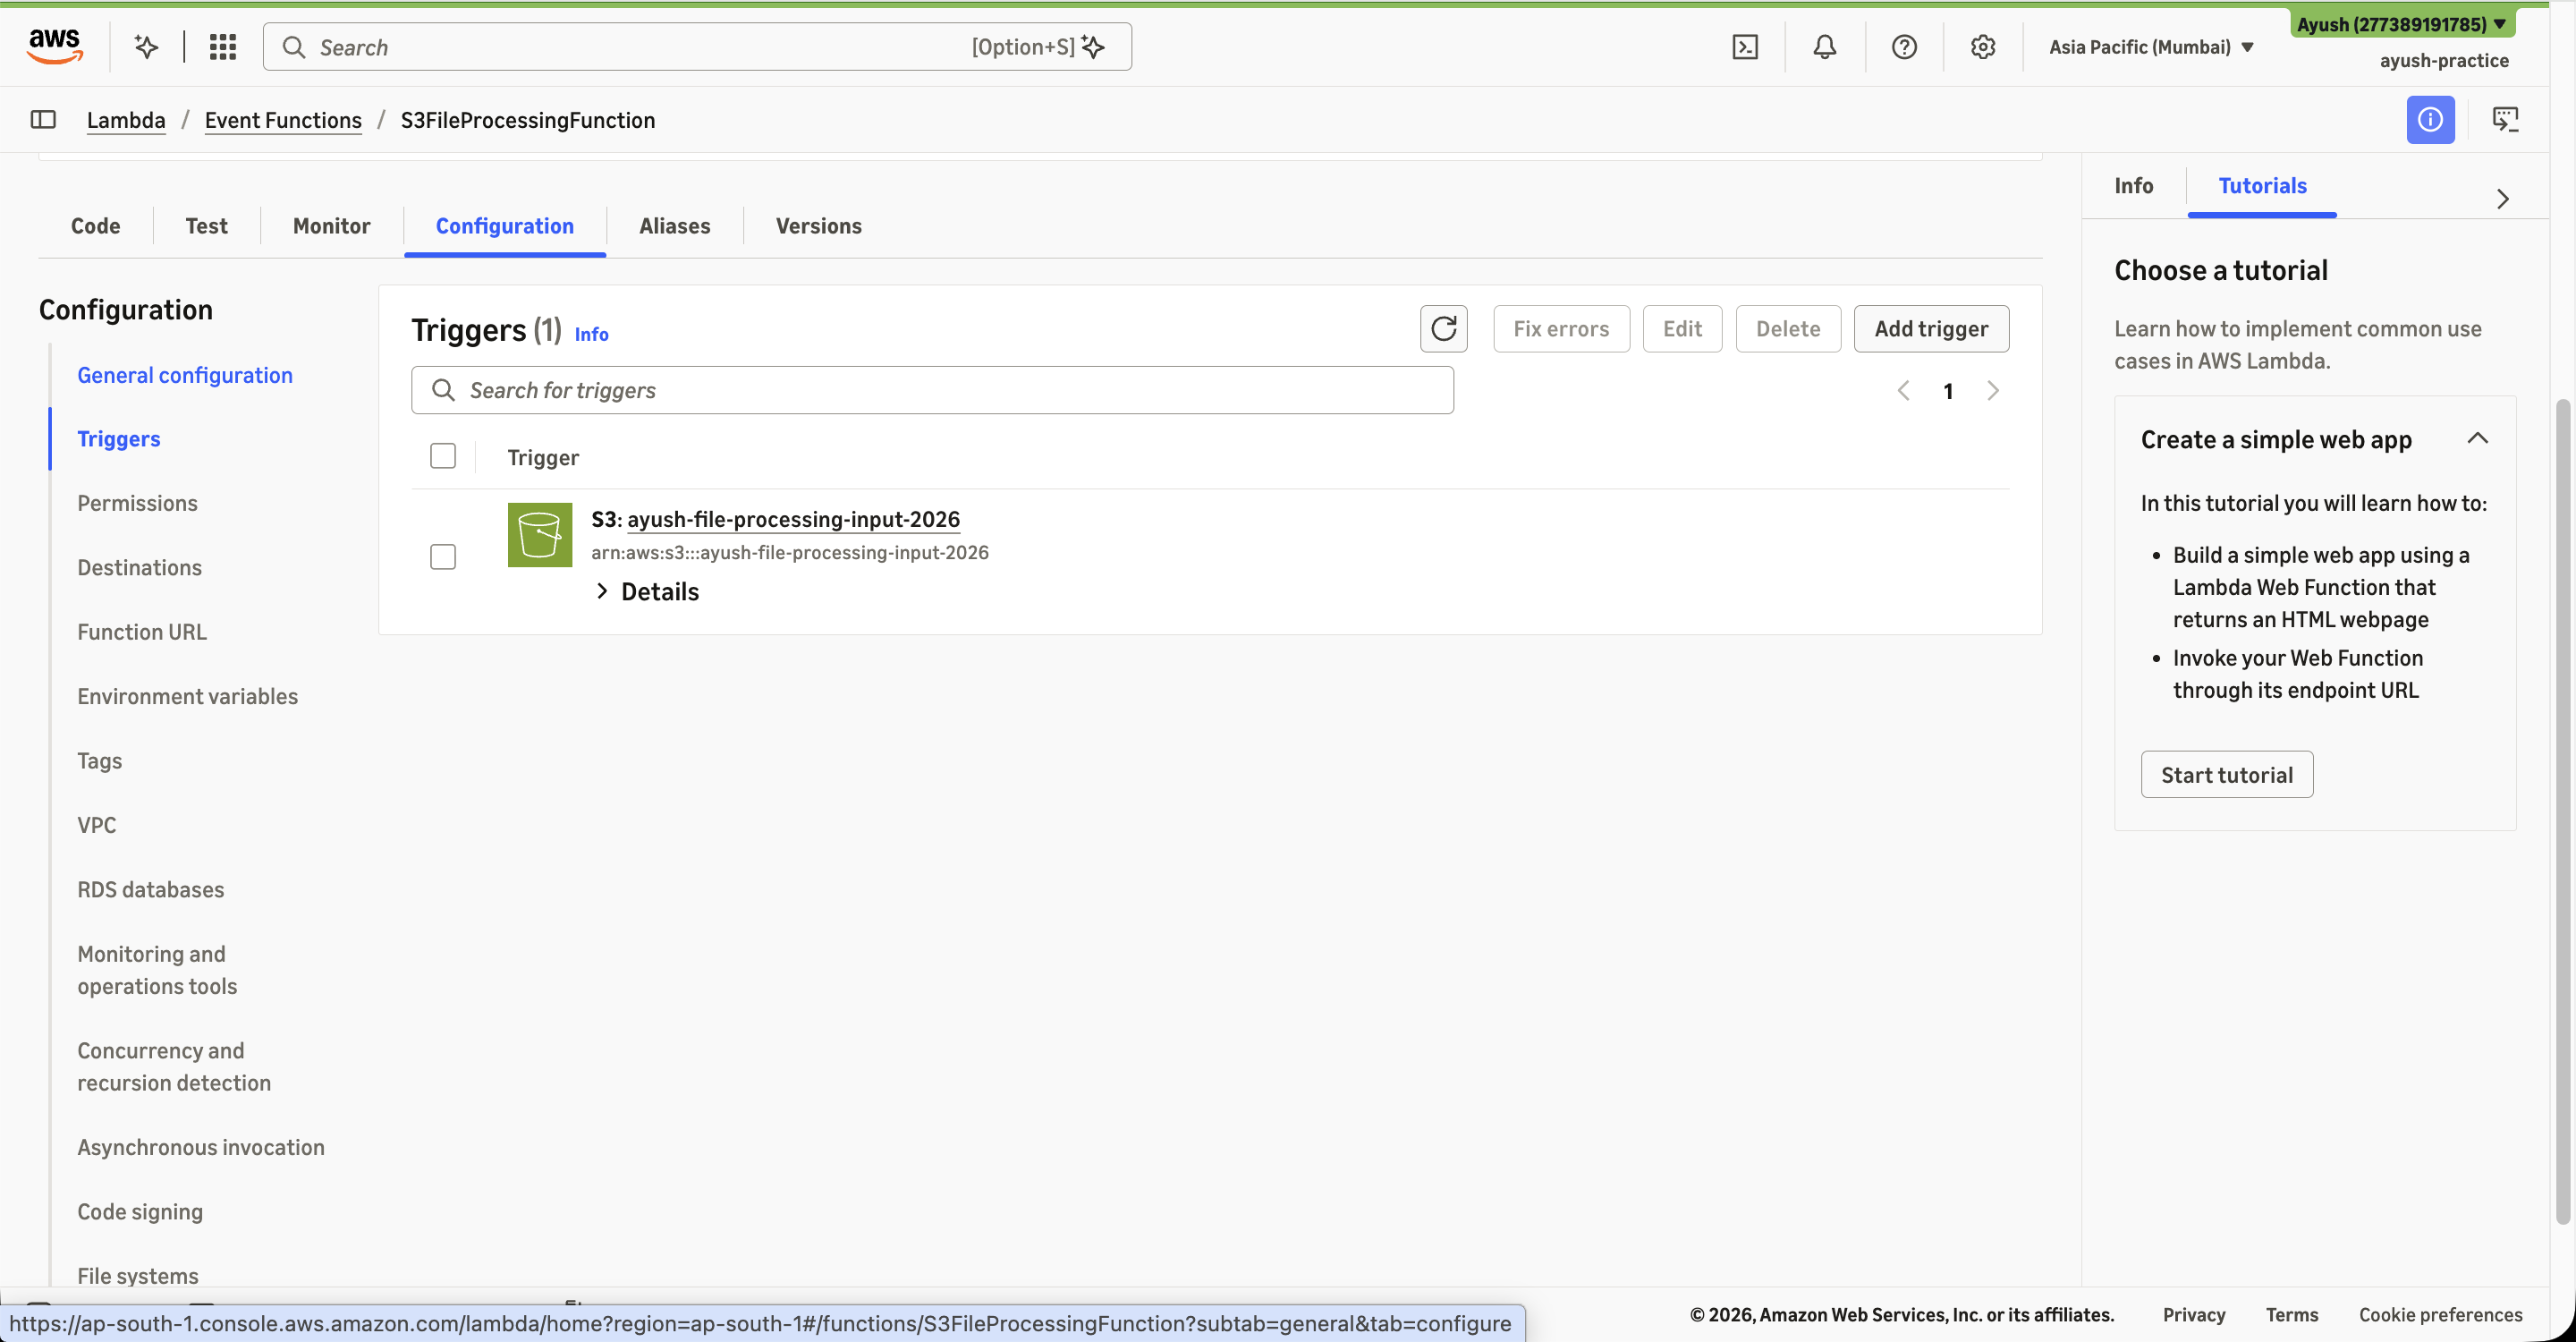 aws
Search
[Option+S]
Asia Pacific (Mumbai)
Ayush (277389191785)
ayush-practice
Lambda / Event Functions / S3FileProcessingFunction
Code
Test
Monitor
Configuration
Aliases
Versions
Configuration
General configuration
Triggers
Permissions
Destinations
Function URL
Environment variables
Tags
VPC
RDS databases
Monitoring and
operations tools
Concurrency and
recursion detection
Asynchronous invocation
Code signing
File systems
Triggers (1) Info
Fix errors
Edit
Delete
Add trigger
Search for triggers
1
Trigger
S3: ayush-file-processing-input-2026
arn:aws:s3:::ayush-file-processing-input-2026
Details
Info
Tutorials
Choose a tutorial
Learn how to implement common use
cases in AWS Lambda.
Create a simple web app
In this tutorial you will learn how to:
• Build a simple web app using a
Lambda Web Function that
returns an HTML webpage
• Invoke your Web Function
through its endpoint URL
Start tutorial
https://ap-south-1.console.aws.amazon.com/lambda/home?region=ap-south-1#/functions/S3FileProcessingFunction?subtab=general&tab=configure
© 2026, Amazon Web Services, Inc. or its affiliates.
Privacy
Terms
Cookie preferences